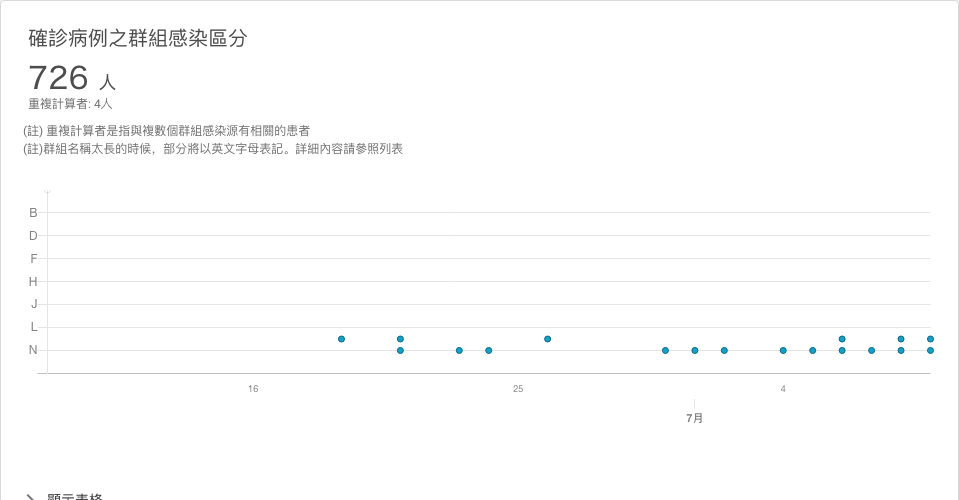 確診病例之群組感染區分
726 人
重複計算者: 4人
(註) 重複計算者是指與複數個群組感染源有相關的患者
(註)群組名稱太長的時候，部分將以英文字母表記。詳細內容請參照列表
B
D
F
H
J
L
N
16 25 4
7月
顯示表格